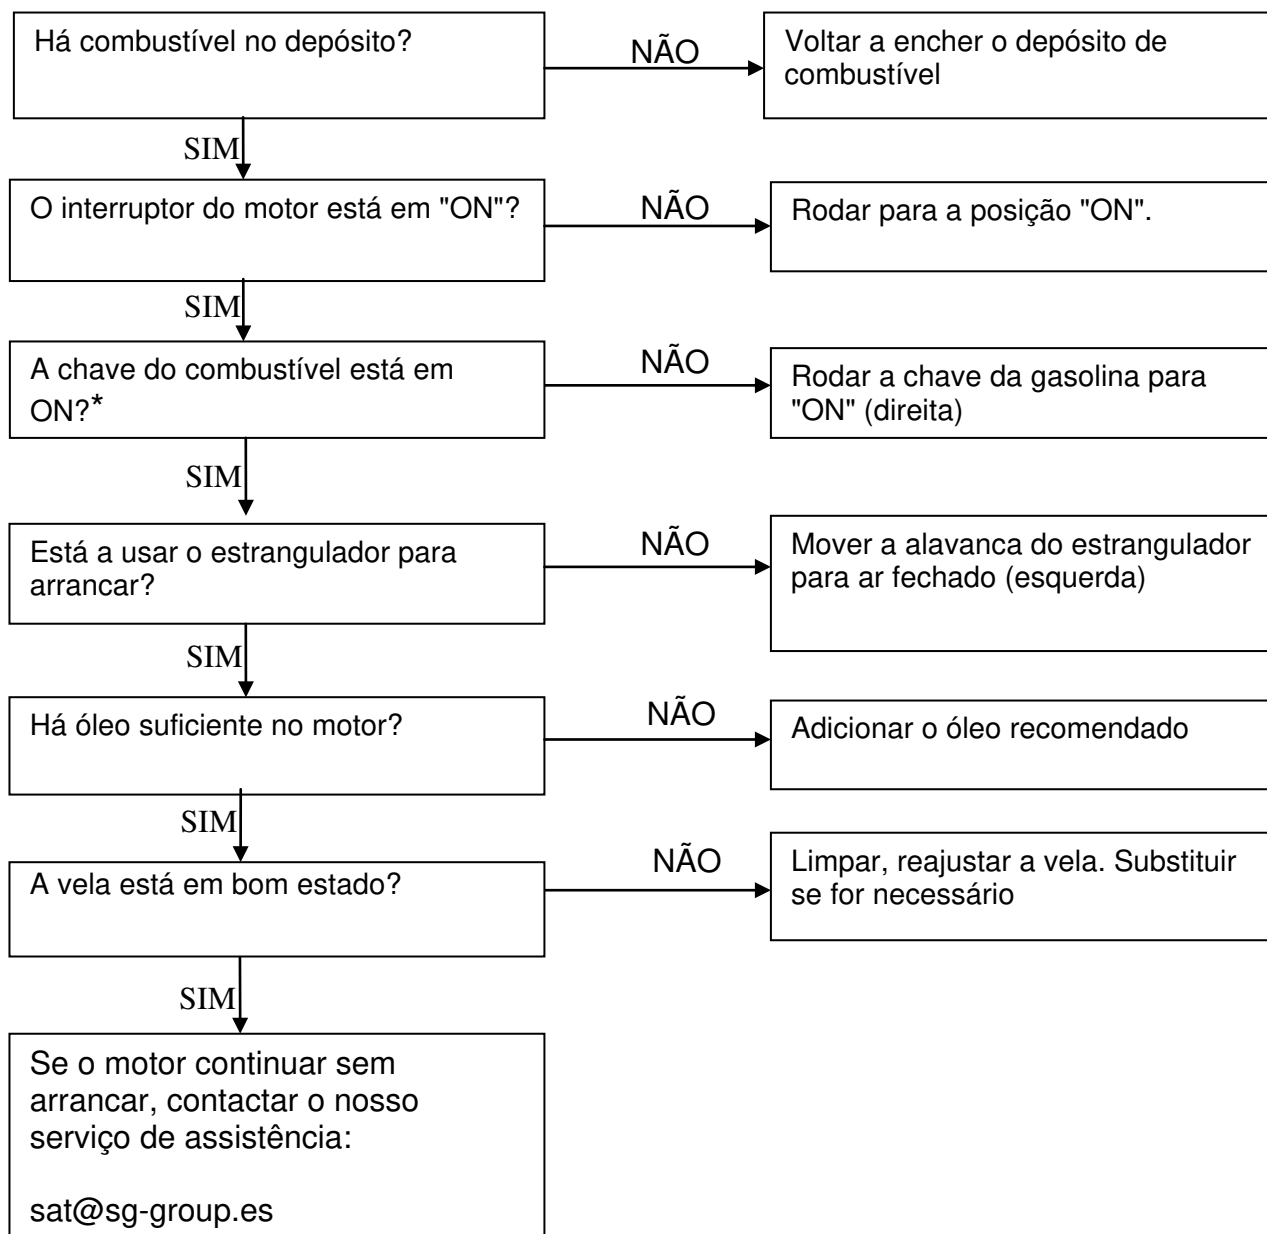 Há combustível no depósito?
NÃO
Voltar a encher o depósito de
combustível
SIM
O interruptor do motor está em "ON"?
NÃO
Rodar para a posição "ON".
SIM
A chave do combustível está em
ON?*
NÃO
Rodar a chave da gasolina para
"ON" (direita)
SIM
Está a usar o estrangulador para
arrancar?
NÃO
Mover a alavanca do estrangulador
para ar fechado (esquerda)
SIM
Há óleo suficiente no motor?
NÃO
Adicionar o óleo recomendado
SIM
A vela está em bom estado?
NÃO
Limpar, reajustar a vela. Substituir
se for necessário
SIM
Se o motor continuar sem
arrancar, contactar o nosso
serviço de assistência:
sat@sg-group.es